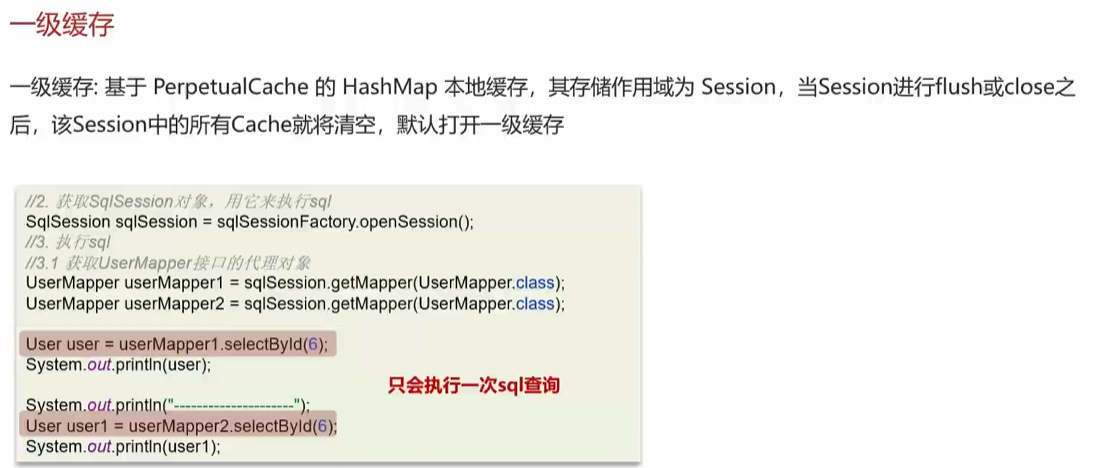 一级缓存
一级缓存: 基于 PerpetualCache 的 HashMap 本地缓存，其存储作用域为 Session，当Session进行flush或close之
后，该Session中的所有Cache就将清空，默认打开一级缓存
//2. 获取SqlSession对象，用它来执行sql
SqlSession sqlSession = sqlSessionFactory.openSession();
//3. 执行sql
//3.1 获取UserMapper接口的代理对象
UserMapper userMapper1 = sqlSession.getMapper(UserMapper.class);
UserMapper userMapper2 = sqlSession.getMapper(UserMapper.class);
User user = userMapper1.selectById(6);
System.out.println(user);
只会执行一次sql查询
System.out.println("---------------------");
User user1 = userMapper2.selectById(6);
System.out.println(user1);